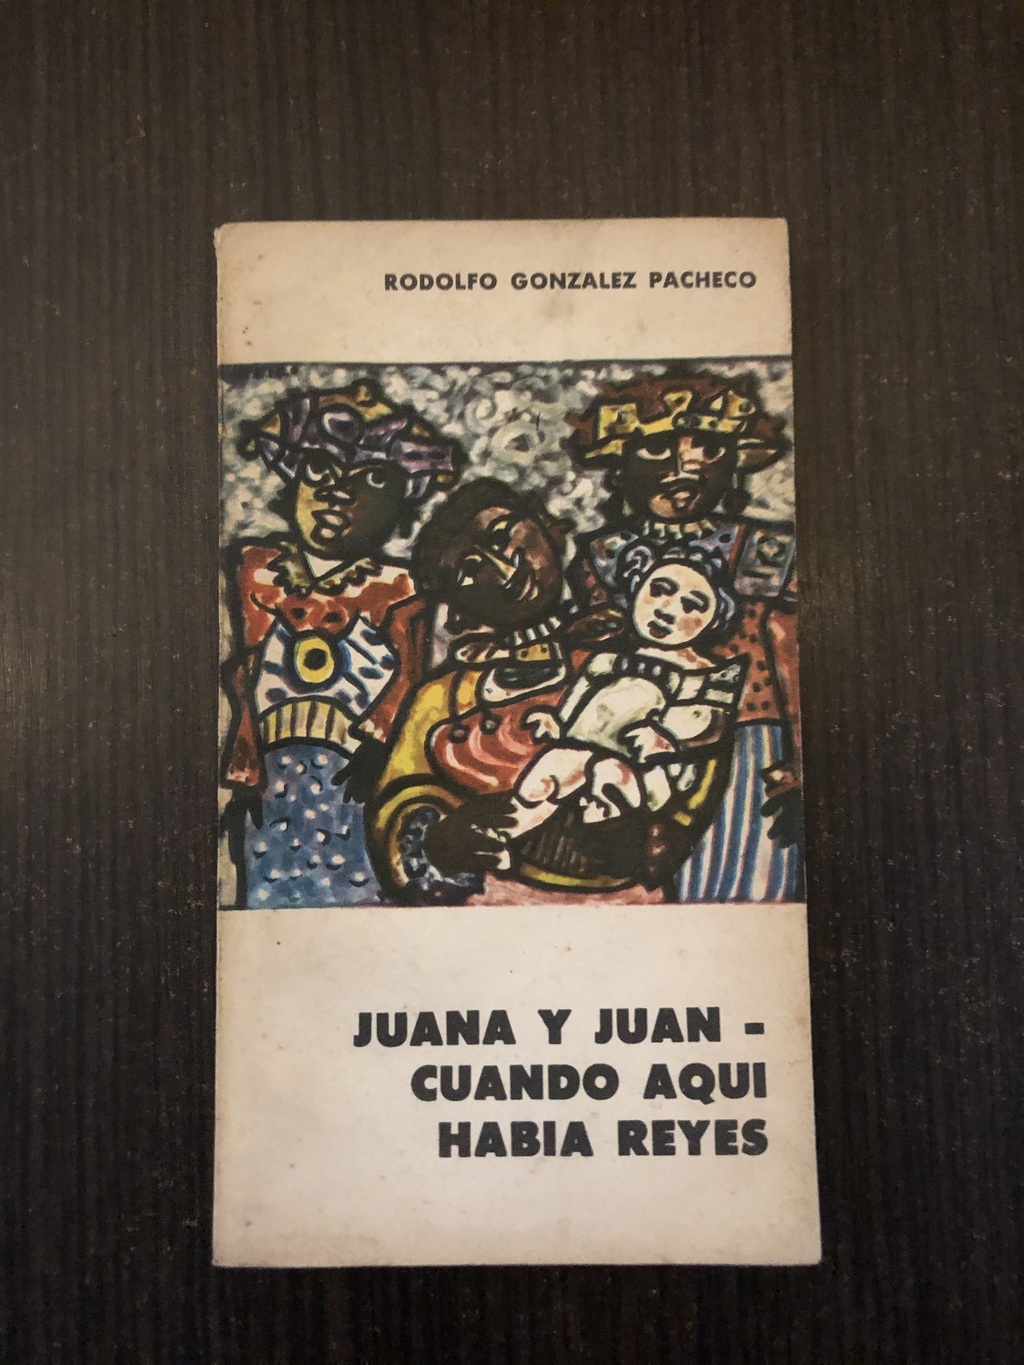 RODOLFO GONZALEZ PACHECO
JUANA Y JUAN -
CUANDO AQUI
HABIA REYES